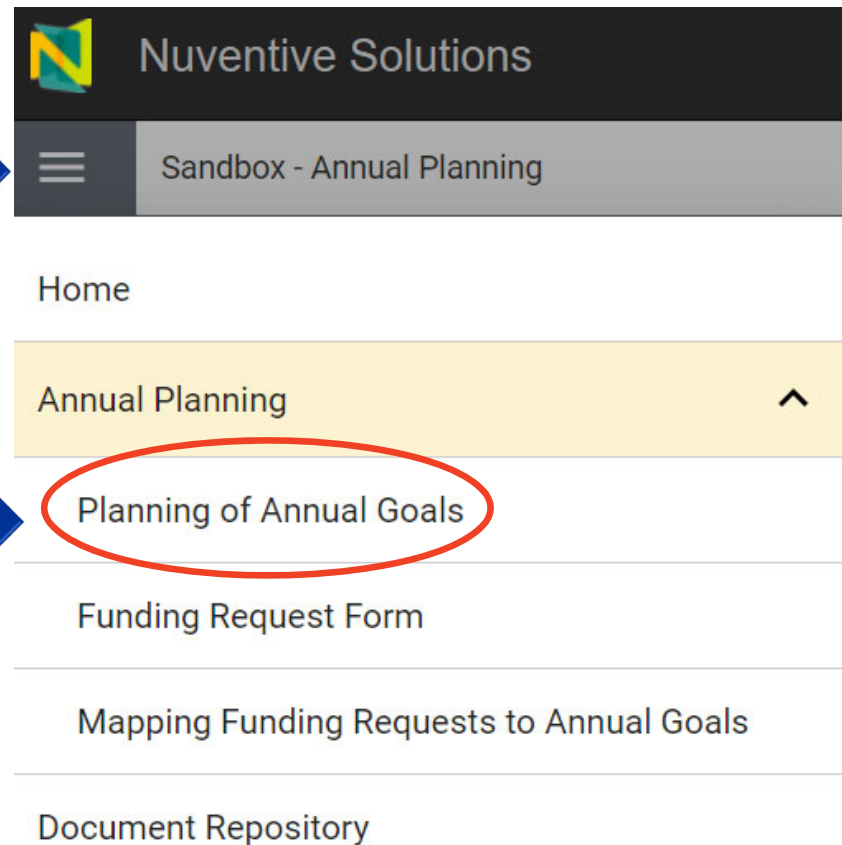 Nuventive Solutions
Sandbox - Annual Planning
Home
Annual Planning
Planning of Annual Goals
Funding Request Form
Mapping Funding Requests to Annual Goals
Document Repository